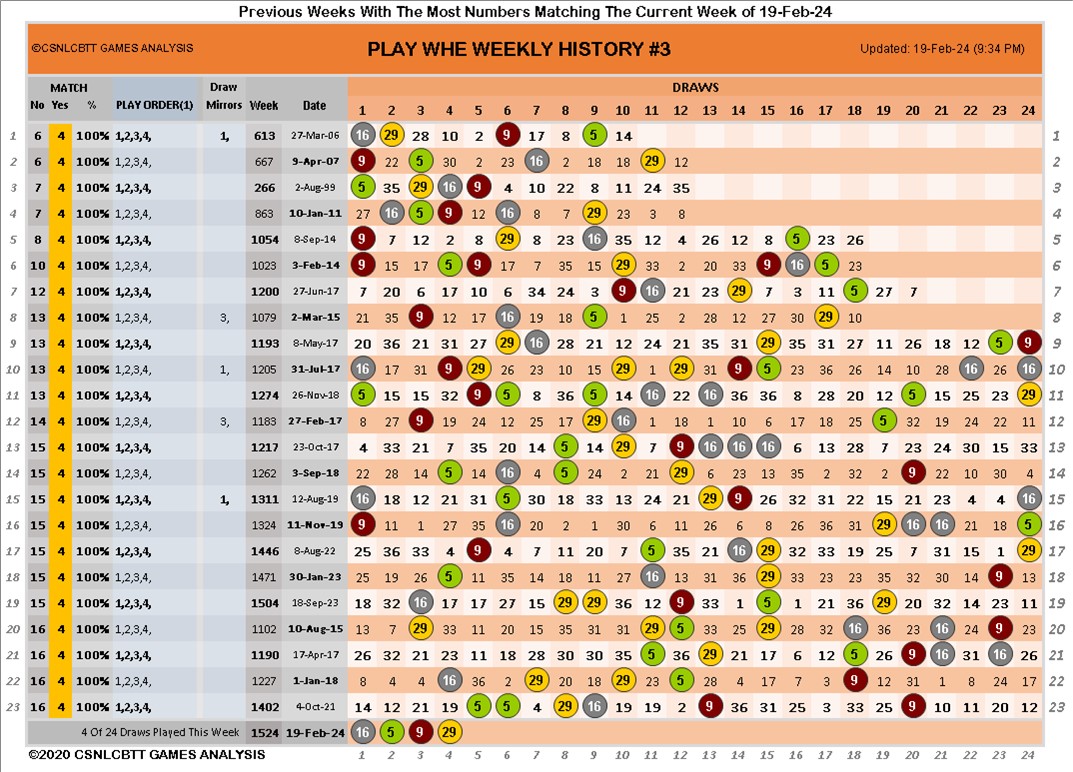 Previous Weeks With The Most Numbers Matching The Current Week of 19-Feb-24
©CSNLCBTT GAMES ANALYSIS PLAY WHE WEEKLY HISTORY #3 Updated: 19-Feb-24 (9:34 PM)
MATCH Draw DRAWS
No Yes % PLAY ORDER(1) Mirrors Week Date 1 2 3 4 5 6 7 8 9 10 11 12 13 14 15 16 17 18 19 20 21 22 23 24
1 6 4 100% 1,2,3,4, 1, 613 27-Mar-06 16 29 28 10 2 9 17 8 5 14 1
2 6 4 100% 1,2,3,4, 667 9-Apr-07 9 22 5 30 2 23 16 2 18 18 29 12 2
3 7 4 100% 1,2,3,4, 266 2-Aug-99 5 35 29 16 9 4 10 22 8 11 24 35 3
4 7 4 100% 1,2,3,4, 863 10-Jan-11 27 16 5 9 12 16 8 7 29 23 3 8 4
5 8 4 100% 1,2,3,4, 1054 8-Sep-14 9 7 12 2 8 29 8 23 16 35 12 4 26 12 8 5 23 26 5
6 10 4 100% 1,2,3,4, 1023 3-Feb-14 9 15 17 5 9 17 7 35 15 29 33 2 20 33 9 16 5 23 6
7 12 4 100% 1,2,3,4, 1200 27-Jun-17 7 20 6 17 10 6 34 24 3 9 16 21 23 29 7 3 11 5 27 7 7
8 13 4 100% 1,2,3,4, 3, 1079 2-Mar-15 21 35 9 12 17 16 19 18 5 1 25 2 28 12 27 30 29 10 8
9 13 4 100% 1,2,3,4, 1193 8-May-17 20 36 21 31 27 29 16 28 21 12 24 21 35 31 29 35 31 27 11 26 18 12 5 9 9
10 13 4 100% 1,2,3,4, 1, 1205 31-Jul-17 16 17 31 9 29 26 23 10 15 29 1 29 31 9 5 23 36 26 14 10 28 16 26 16 10
11 13 4 100% 1,2,3,4, 1274 26-Nov-18 5 15 15 32 9 5 8 36 5 14 16 22 16 36 36 8 34 20 12 5 15 25 23 29 11
12 14 4 100% 1,2,3,4, 3, 1183 27-Feb-17 8 27 9 19 13 12 25 17 29 16 1 18 1 10 6 17 18 25 5 32 19 24 22 11 12
13 15 4 100% 1,2,3,4, 1217 23-Oct-17 4 33 21 7 35 20 14 5 14 29 7 9 16 16 16 6 13 28 7 23 24 30 15 33 13
14 15 4 100% 1,2,3,4, 1262 3-Sep-18 22 28 14 5 14 16 4 5 24 2 21 29 6 23 13 35 2 32 16 9 22 10 30 4 14
15 15 4 100% 1,2,3,4, 1, 1311 12-Aug-19 16 18 12 21 31 5 30 18 33 11 24 21 29 9 26 32 31 22 15 21 23 4 4 16 15
16 15 4 100% 1,2,3,4, 1324 11-Nov-19 9 11 1 27 35 16 20 2 1 30 6 11 26 6 8 26 36 31 29 16 16 21 18 5 16
17 15 4 100% 1,2,3,4, 1446 8-Aug-22 25 36 33 4 9 4 7 11 20 7 5 35 21 16 29 32 33 19 25 7 31 15 1 29 17
18 15 4 100% 1,2,3,4, 1471 30-Jan-23 25 19 26 5 11 35 14 18 11 27 16 13 31 36 29 33 23 23 35 32 30 14 9 13 18
19 15 4 100% 1,2,3,4, 1504 18-Sep-23 18 32 16 17 17 27 15 29 29 36 12 9 33 1 5 1 21 36 29 20 32 14 23 11 19
20 16 4 100% 1,2,3,4, 1102 10-Aug-15 13 7 29 33 11 20 15 35 31 31 29 5 33 25 29 28 32 16 36 23 16 24 9 23 20
21 16 4 100% 1,2,3,4, 1190 17-Apr-17 26 32 21 23 11 18 28 30 30 35 5 36 29 21 17 6 12 5 26 9 16 31 16 26 21
22 16 4 100% 1,2,3,4, 1227 1-Jan-18 8 4 4 16 36 2 29 20 18 29 23 5 28 4 7 18 22 9 12 31 1 8 24 17 22
23 16 4 100% 1,2,3,4, 1402 4-Oct-21 14 12 21 19 5 5 4 29 16 19 19 2 9 36 31 25 3 33 25 9 10 11 20 12 23
4 Of 24 Draws Played This Week 1524 19-Feb-24 16 5 9 29
©2020 CSNLCBTT GAMES ANALYSIS 1 2 3 4 5 6 7 8 9 10 11 12 13 14 15 16 17 18 19 20 21 22 23 24